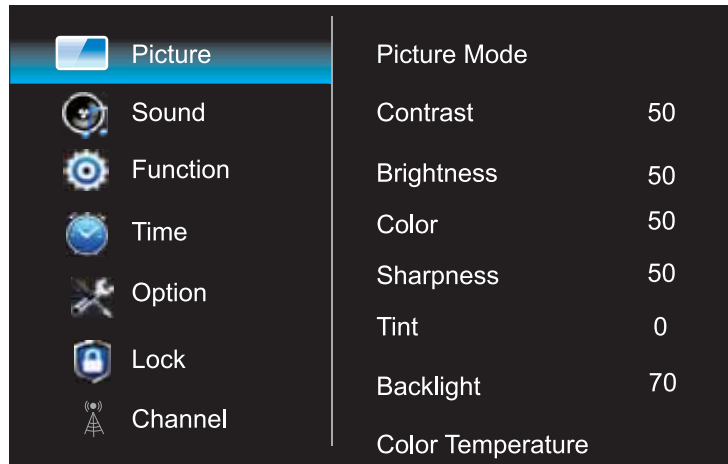 Picture
Sound
Function
Time
Option
Lock
Channel
Picture Mode
Contrast 50
Brightness 50
Color 50
Sharpness 50
Tint 0
Backlight 70
Color Temperature